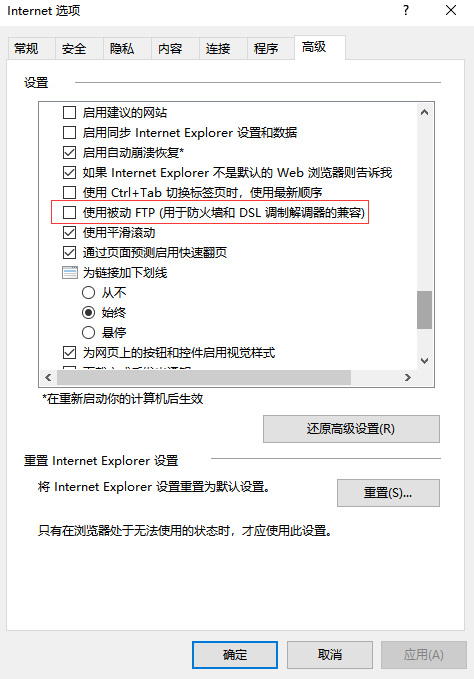 Internet 选项
常规 安全 隐私 内容 连接 程序 高级
设置
启用建议的网站
启用同步 Internet Explorer 设置和数据
启用自动崩溃恢复*
如果 Internet Explorer 不是默认的 Web 浏览器则告诉我
使用 Ctrl+Tab 切换标签页时，使用最新顺序
使用被动 FTP (用于防火墙和 DSL 调制解调器的兼容)
使用平滑滚动
通过页面预测启用快速翻页
为链接加下划线
从不
始终
悬停
为网页上的按钮和控件启用视觉样式
*在重新启动你的计算机后生效
还原高级设置(R)
重置 Internet Explorer 设置
将 Internet Explorer 设置重置为默认设置。
重置(S)...
只有在浏览器处于无法使用的状态时，才应使用此设置。
确定 取消 应用(A)